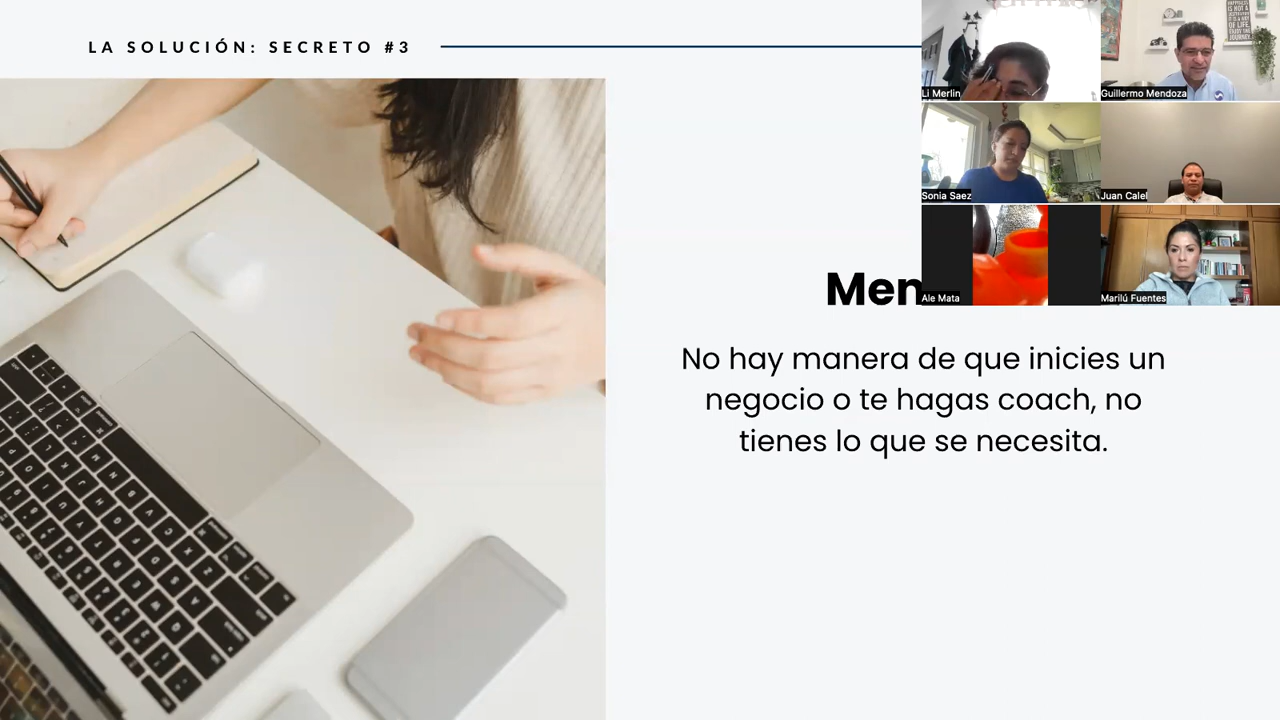 LA SOLUCIÓN: SECRETO #3
Li Merlin
Guillermo Mendoza
Sonia Saez
Juan Calel
Ale Mata
Marilú Fuentes
No hay manera de que inicies un
negocio o te hagas coach, no
tienes lo que se necesita.